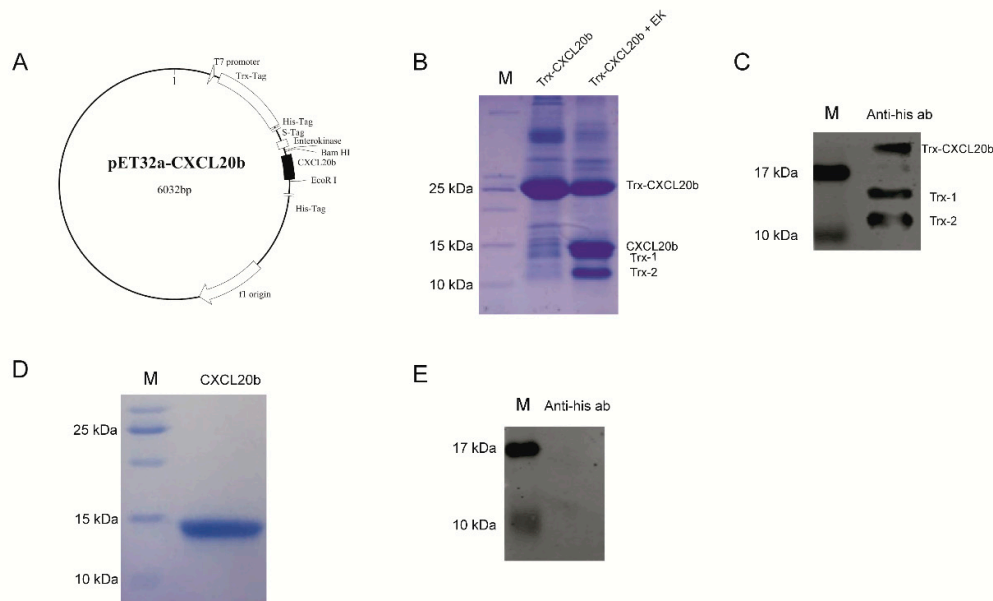 A
T7 promoter
1
Trx-Tag
His-Tag
S-Tag
Enterokinase
Bam HI
CXCL20b
EcoR I
His-Tag
f1 origin
pET32a-CXCL20b
6032bp
B
M
Trx-CXCL20b
Trx-CXCL20b + EK
25 kDa
Trx-CXCL20b
15 kDa
CXCL20b
Trx-1
Trx-2
10 kDa
C
M
Anti-his ab
Trx-CXCL20b
17 kDa
Trx-1
Trx-2
10 kDa
D
M
CXCL20b
25 kDa
15 kDa
10 kDa
E
M
Anti-his ab
17 kDa
10 kDa